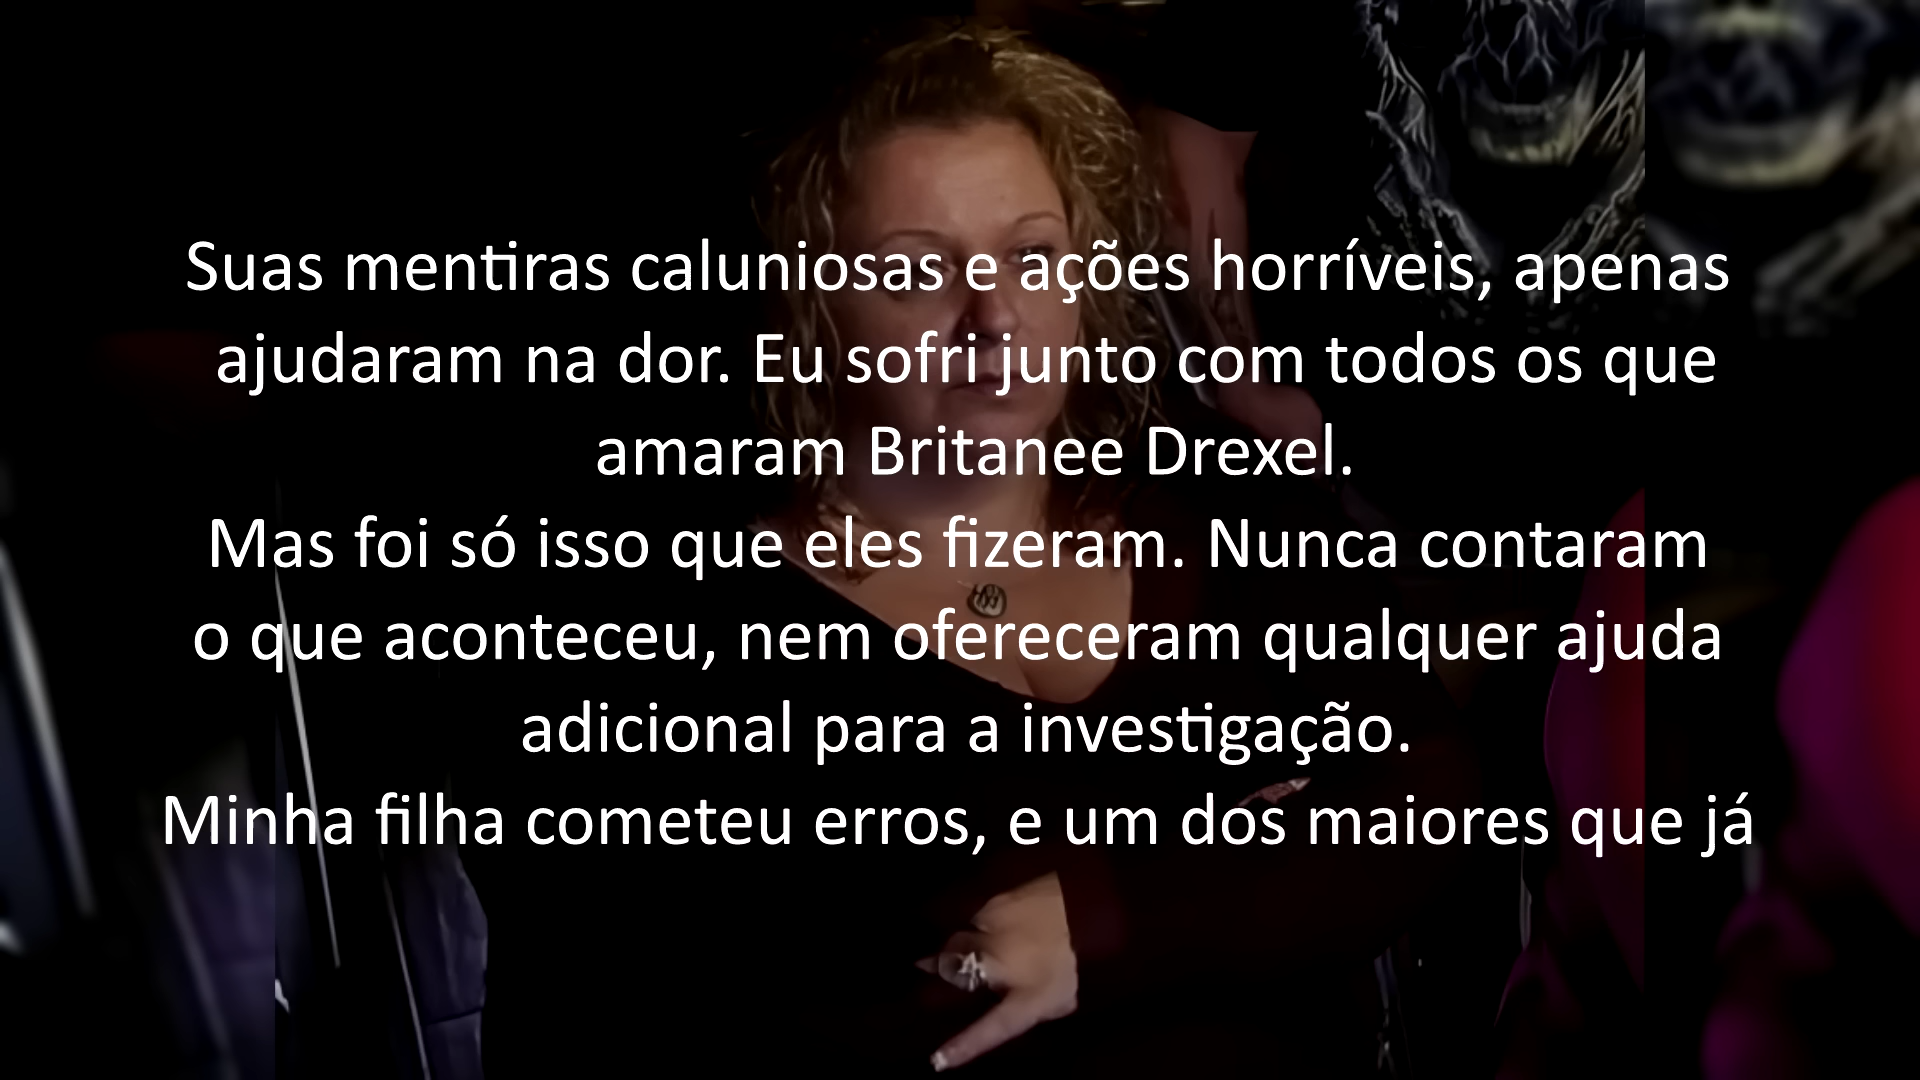 Suas mentiras caluniosas e ações horríveis, apenas
ajudaram na dor. Eu sofri junto com todos os que
amaram Britanee Drexel.
Mas foi só isso que eles fizeram. Nunca contaram
o que aconteceu, nem ofereceram qualquer ajuda
adicional para a investigação.
Minha filha cometeu erros, e um dos maiores que já